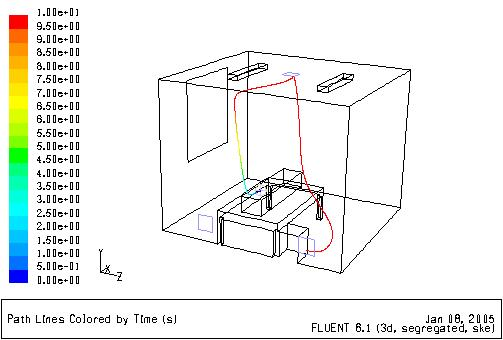 1.00e+01
9.50e+00
9.00e+00
8.50e+00
8.00e+00
7.50e+00
7.00e+00
6.50e+00
6.00e+00
5.50e+00
5.00e+00
4.50e+00
4.00e+00
3.50e+00
3.00e+00
2.50e+00
2.00e+00
1.50e+00
1.00e+00
5.00e-01
0.00e+00
Y
X
Z
Path Lines Colored by Time (s)
Jan 08, 2005
FLUENT 6.1 (3d, segregated, ske)